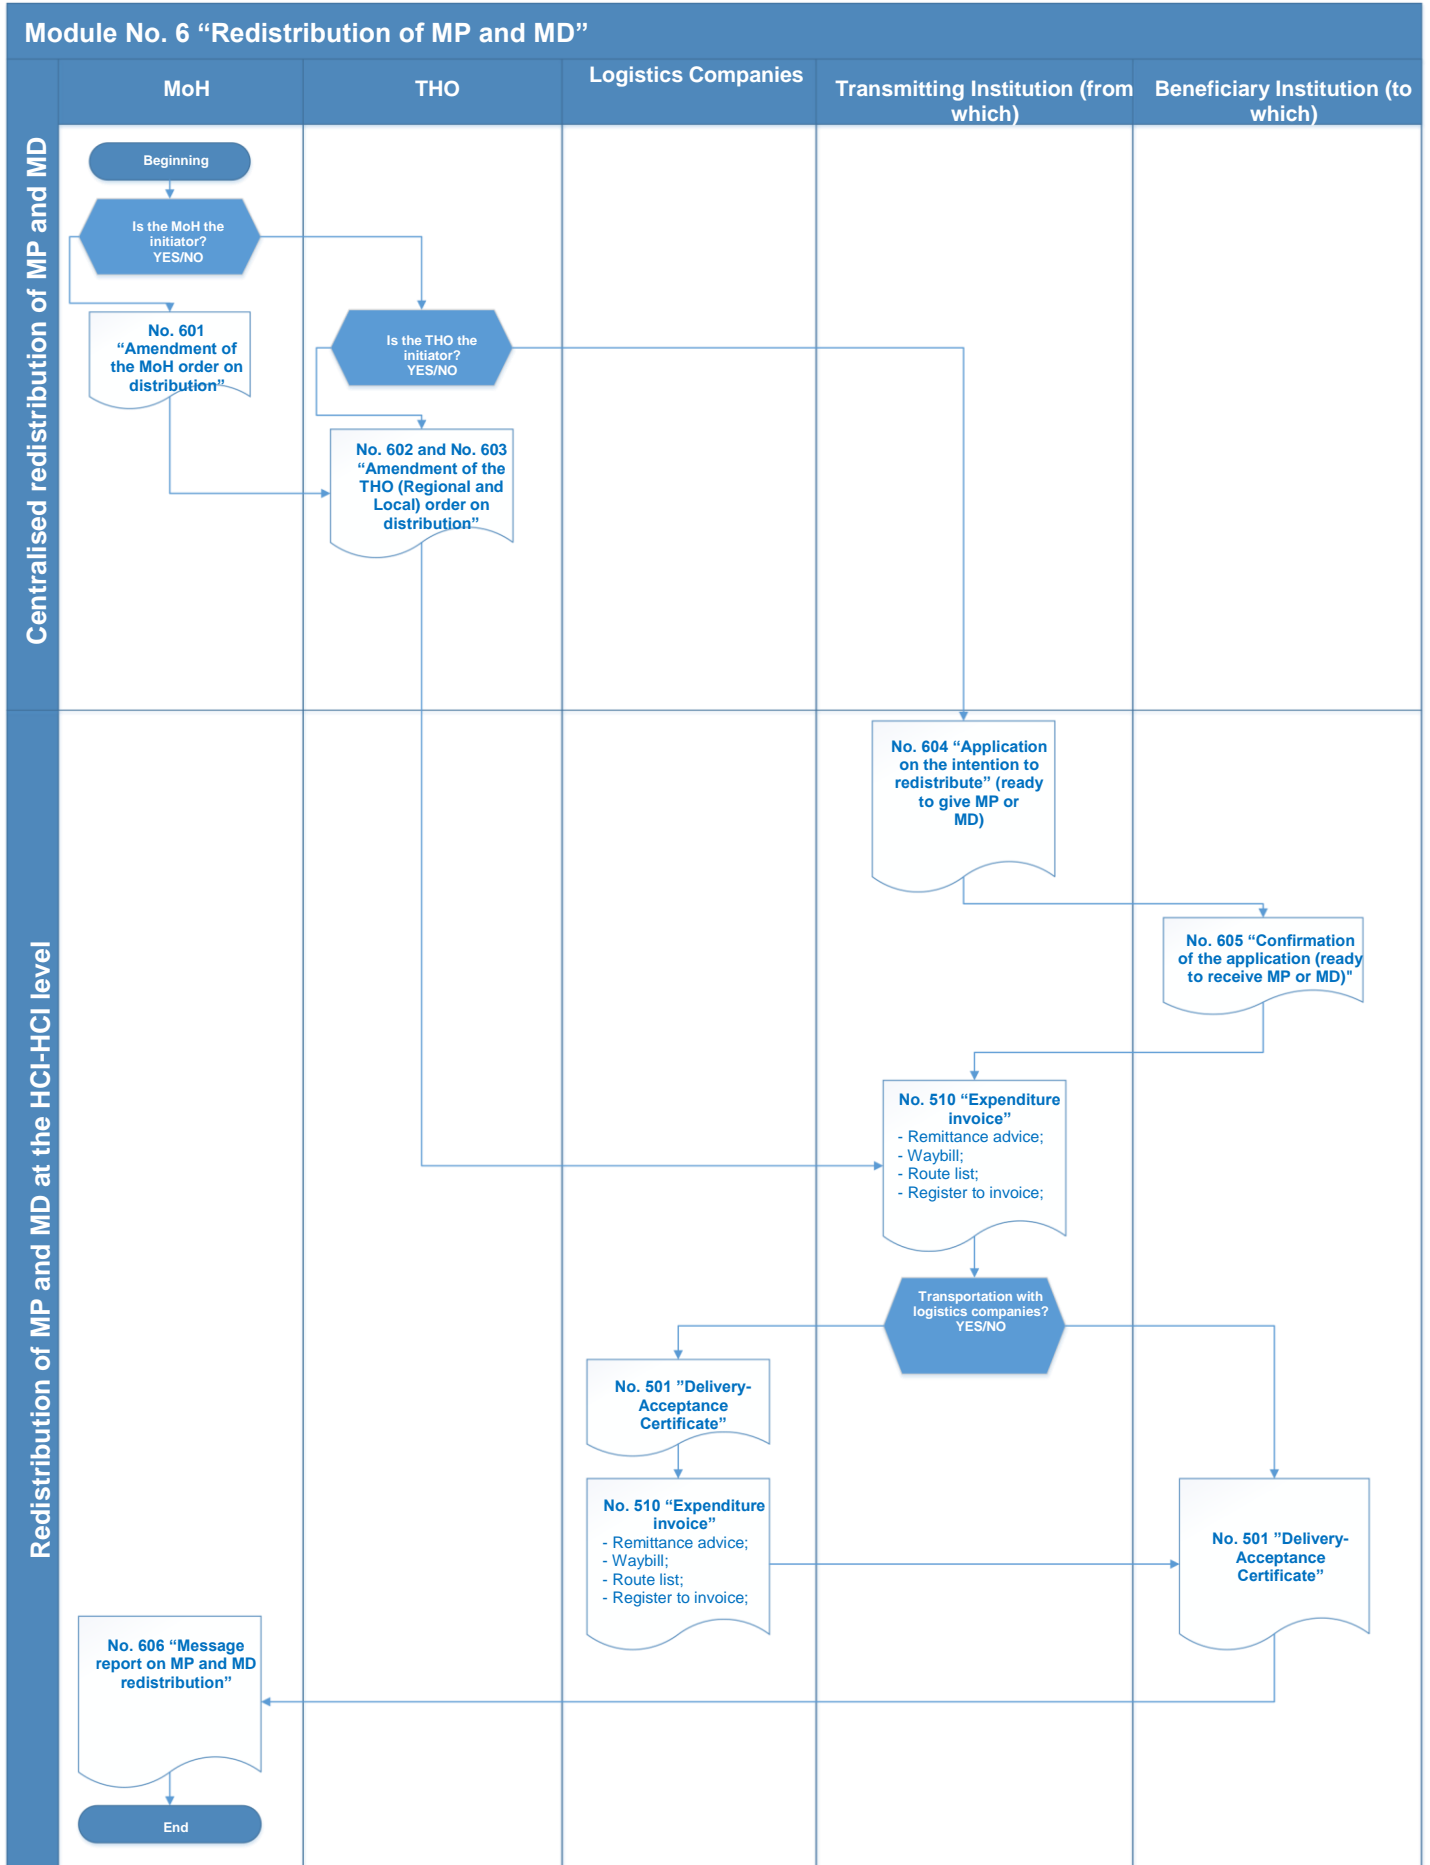 Module No. 6 “Redistribution of MP and MD”
MoH
THO
Logistics Companies
Transmitting Institution (from
which)
Beneficiary Institution (to
which)
Centralised redistribution of MP and MD
Beginning
Is the MoH the
initiator?
YES/NO
No. 601
“Amendment of
the MoH order on
distribution”
Is the THO the
initiator?
YES/NO
No. 602 and No. 603
“Amendment of the
THO (Regional and
Local) order on
distribution”
Redistribution of MP and MD at the HCI-HCI level
No. 604 “Application
on the intention to
redistribute” (ready
to give MP or
MD)
No. 605 “Confirmation
of the application (ready
to receive MP or MD)"
No. 510 “Expenditure
invoice”
- Remittance advice;
- Waybill;
- Route list;
- Register to invoice;
Transportation with
logistics companies?
YES/NO
No. 501 ”Delivery-
Acceptance
Certificate”
No. 510 “Expenditure
invoice”
- Remittance advice;
- Waybill;
- Route list;
- Register to invoice;
No. 501 ”Delivery-
Acceptance
Certificate”
No. 606 “Message
report on MP and MD
redistribution”
End